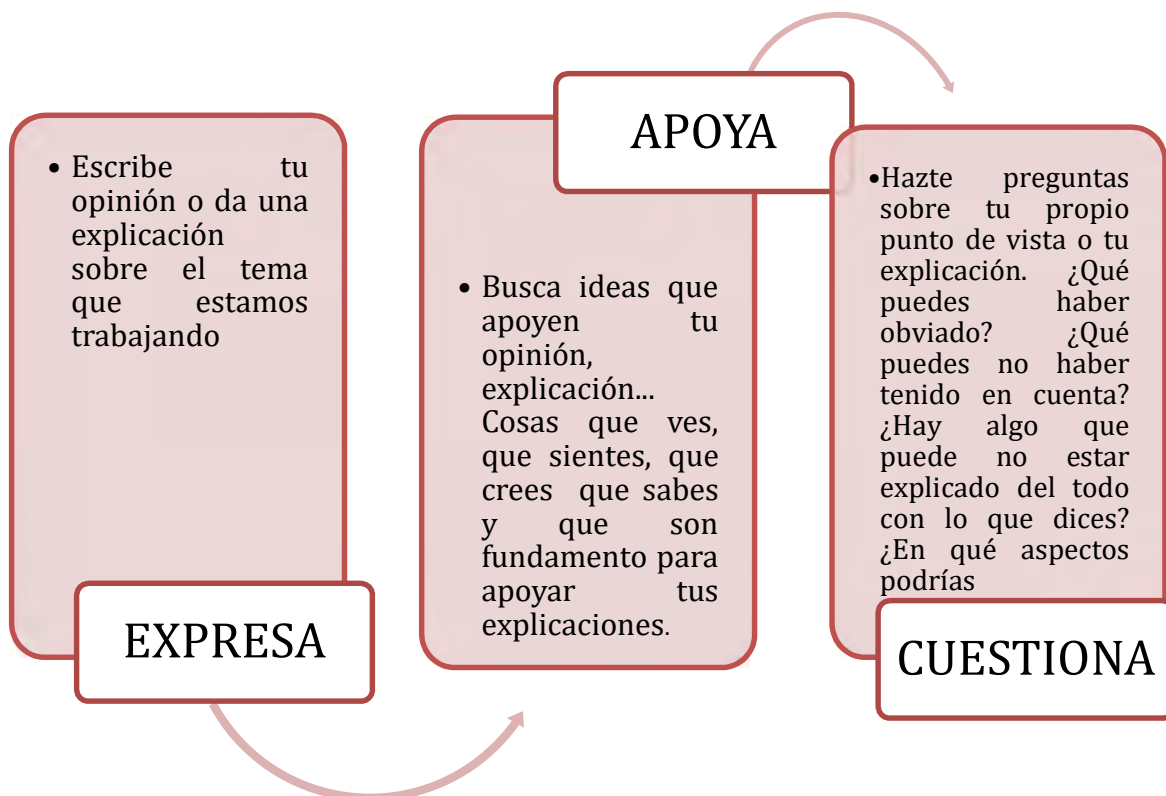 • Escribe tu
opinión o da una
explicación
sobre el tema
que estamos
trabajando
EXPRESA
APOYA
• Busca ideas que
apoyen tu
opinión,
explicación...
Cosas que ves,
que sientes, que
crees que sabes
y que son
fundamento para
apoyar tus
explicaciones.
•Hazte preguntas
sobre tu propio
punto de vista o tu
explicación. ¿Qué
puedes haber
obviado? ¿Qué
puedes no haber
tenido en cuenta?
¿Hay algo que
puede no estar
explicado del todo
con lo que dices?
¿En qué aspectos
podrías
CUESTIONA